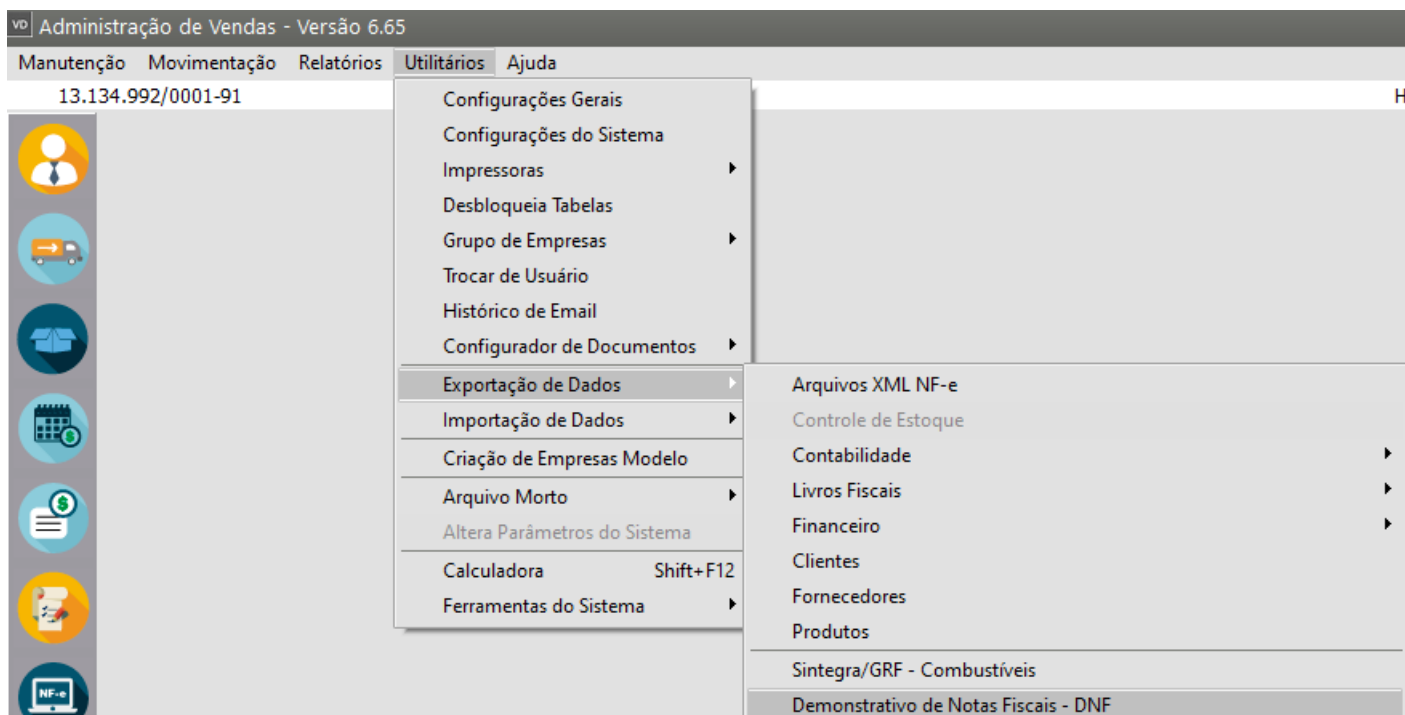 VD Administração de Vendas - Versão 6.65
Manutenção Movimentação Relatórios Utilitários Ajuda
13.134.992/0001-91 H
Configurações Gerais
Configurações do Sistema
Impressoras
Desbloqueia Tabelas
Grupo de Empresas
Trocar de Usuário
Histórico de Email
Configurador de Documentos
Exportação de Dados
Importação de Dados
Criação de Empresas Modelo
Arquivo Morto
Altera Parâmetros do Sistema
Calculadora Shift+F12
Ferramentas do Sistema
Arquivos XML NF-e
Controle de Estoque
Contabilidade
Livros Fiscais
Financeiro
Clientes
Fornecedores
Produtos
Sintegra/GRF - Combustíveis
Demonstrativo de Notas Fiscais - DNF
$
$
NF-e